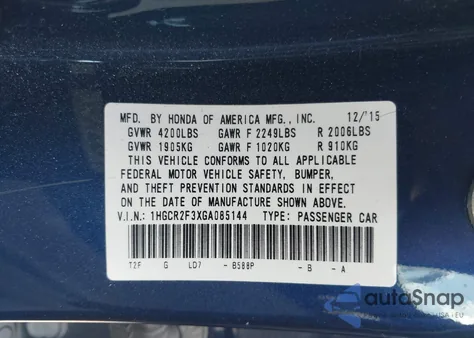 MFD. BY HONDA OF AMERICA MFG., INC. 12/'15
GVWR 4200LBS GAWR F 2249LBS R 2006LBS
GVWR 1905KG GAWR F 1020KG R 910KG
THIS VEHICLE CONFORMS TO ALL APPLICABLE
FEDERAL MOTOR VEHICLE SAFETY, BUMPER,
AND THEFT PREVENTION STANDARDS IN EFFECT
ON THE DATE OF MANUFACTURE SHOWN ABOVE.
V.I.N.: 1HGCR2F3XGA085144 TYPE: PASSENGER CAR
T2F G LD7 -B588P -B -A
autoSnap